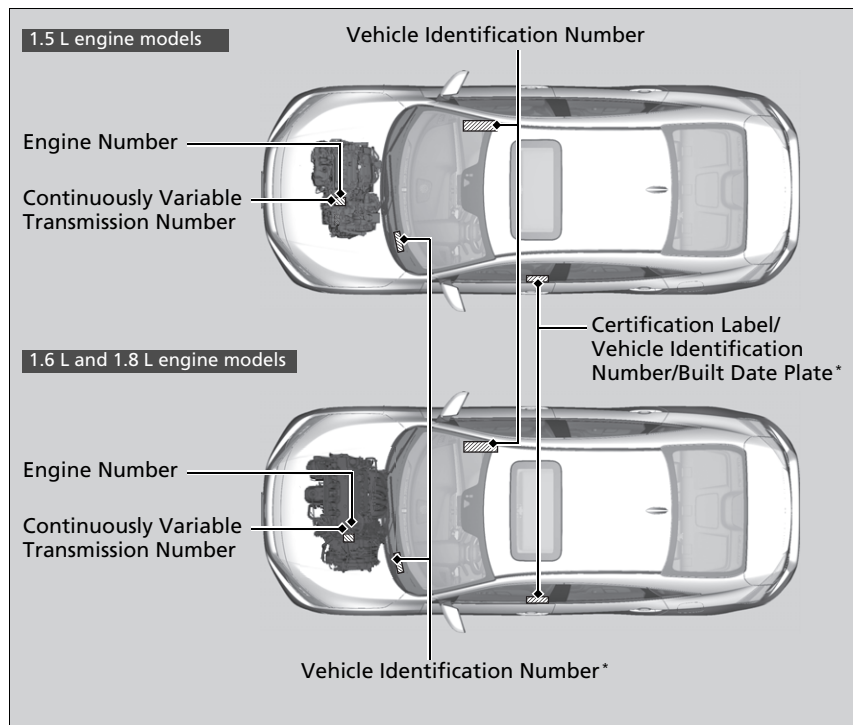 1.5 L engine models
Vehicle Identification Number
Engine Number
Continuously Variable
Transmission Number
Certification Label/
Vehicle Identification
Number/Built Date Plate*
1.6 L and 1.8 L engine models
Engine Number
Continuously Variable
Transmission Number
Vehicle Identification Number*